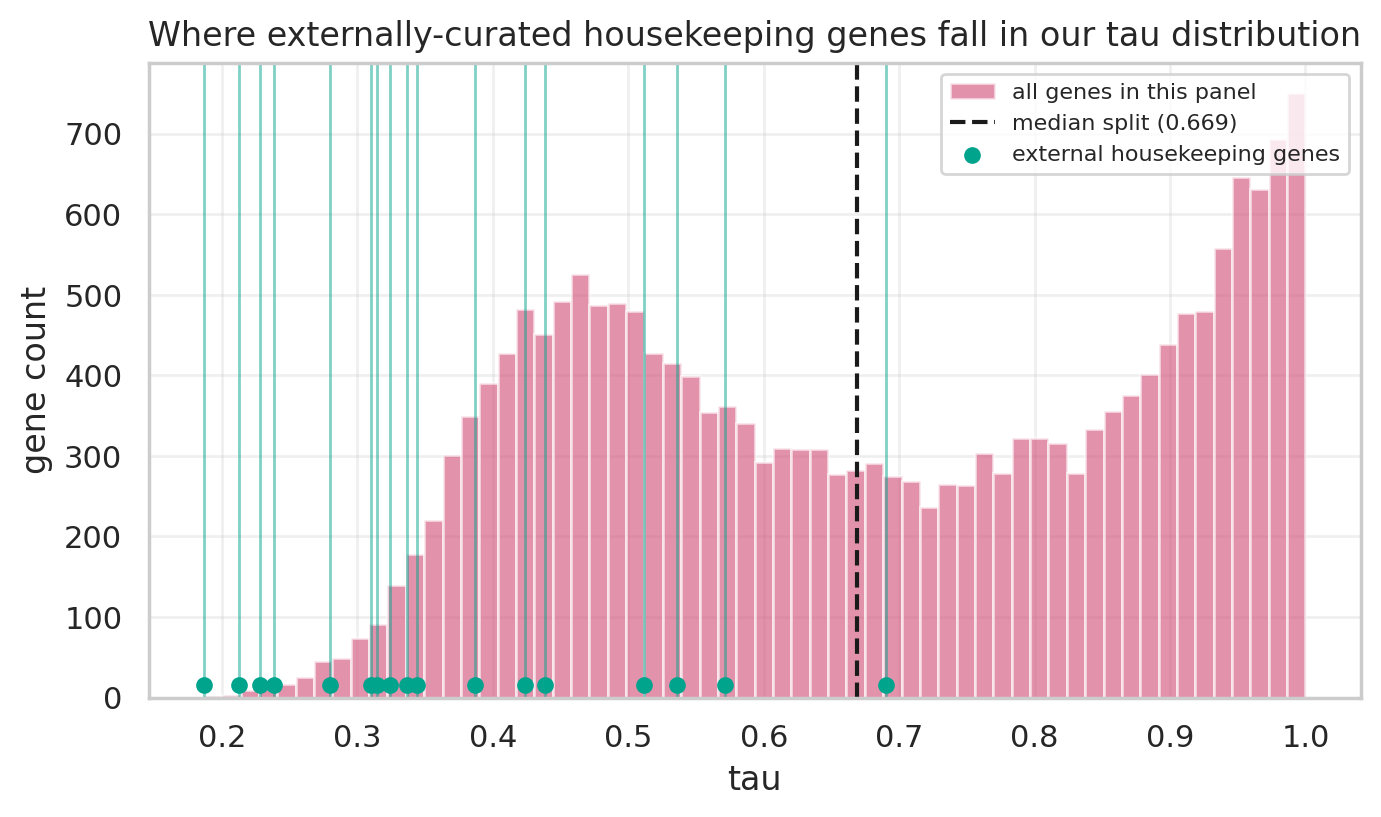 Where externally-curated housekeeping genes fall in our tau distribution
all genes in this panel
median split (0.669)
external housekeeping genes
gene count
700
600
500
400
300
200
100
0
0.2 0.3 0.4 0.5 0.6 0.7 0.8 0.9 1.0
tau